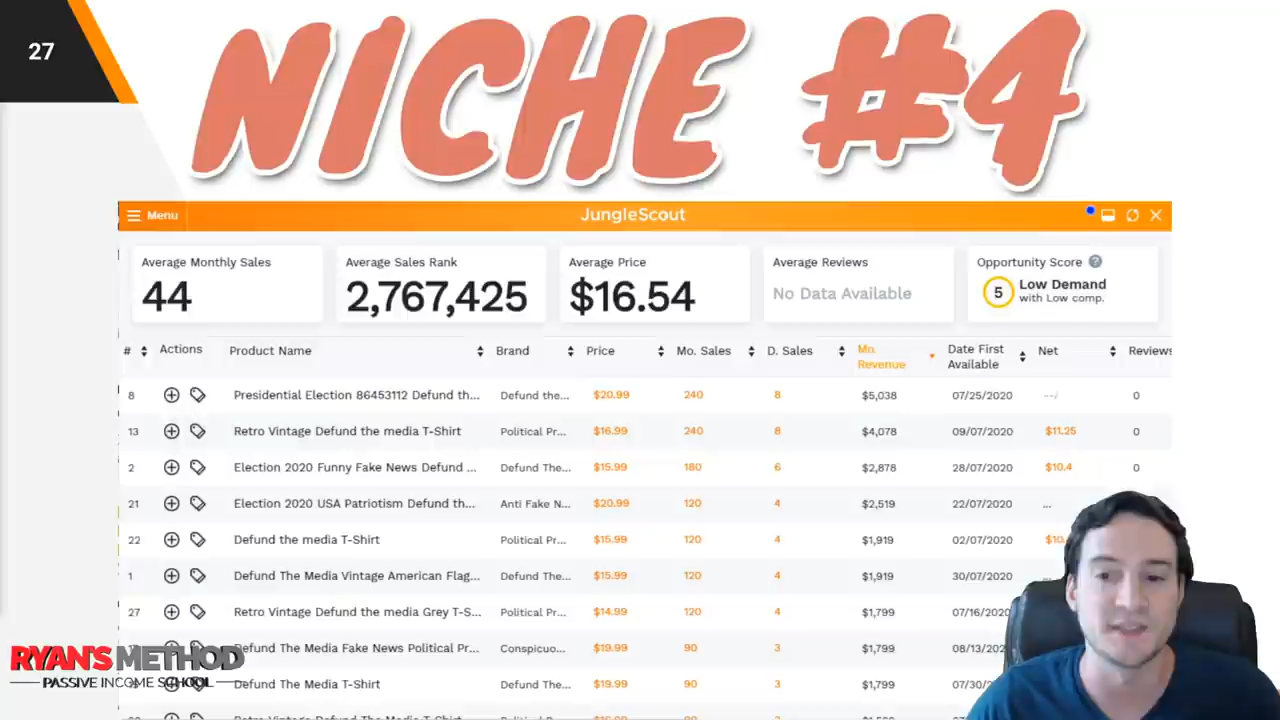 27
NICHE #4
Menu
JungleScout
Average Monthly Sales
44
Average Sales Rank
2,767,425
Average Price
$16.54
Average Reviews
No Data Available
Opportunity Score ?
5
Low Demand
with Low comp.
# Actions Product Name Brand Price Mo. Sales D. Sales Mo. Revenue Date First Available Net Reviews
8 Presidential Election 86453112 Defund th... Defund the... $20.99 240 8 $5,038 07/25/2020 --/ 0
13 Retro Vintage Defund the media T-Shirt Political Pr... $16.99 240 8 $4,078 09/07/2020 $11.25 0
2 Election 2020 Funny Fake News Defund ... Defund The... $15.99 180 6 $2,878 28/07/2020 $10.4 0
21 Election 2020 USA Patriotism Defund th... Anti Fake N... $20.99 120 4 $2,519 22/07/2020 ...
22 Defund the media T-Shirt Political Pr... $15.99 120 4 $1,919 02/07/2020
1 Defund The Media Vintage American Flag... Defund The... $15.99 120 4 $1,919 30/07/2020
27 Retro Vintage Defund the media Grey T-S... Political Pr... $14.99 120 4 $1,799 07/16/2020
Defund The Media Fake News Political Pr... Conspicuo... $19.99 90 3 $1,799
Defund The Media T-Shirt Defund The... $19.99 90 3 $1,799
RYAN'S METHOD
PASSIVE INCOME SCHOOL